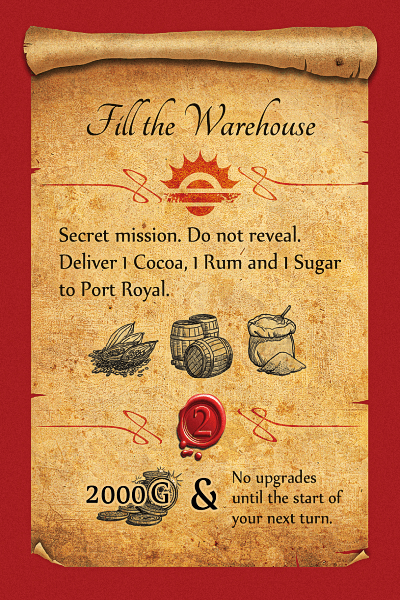 Fill the Warehouse
Secret mission. Do not reveal.
Deliver 1 Cocoa, 1 Rum and 1 Sugar
to Port Royal.
2
2000G & No upgrades
until the start of
your next turn.